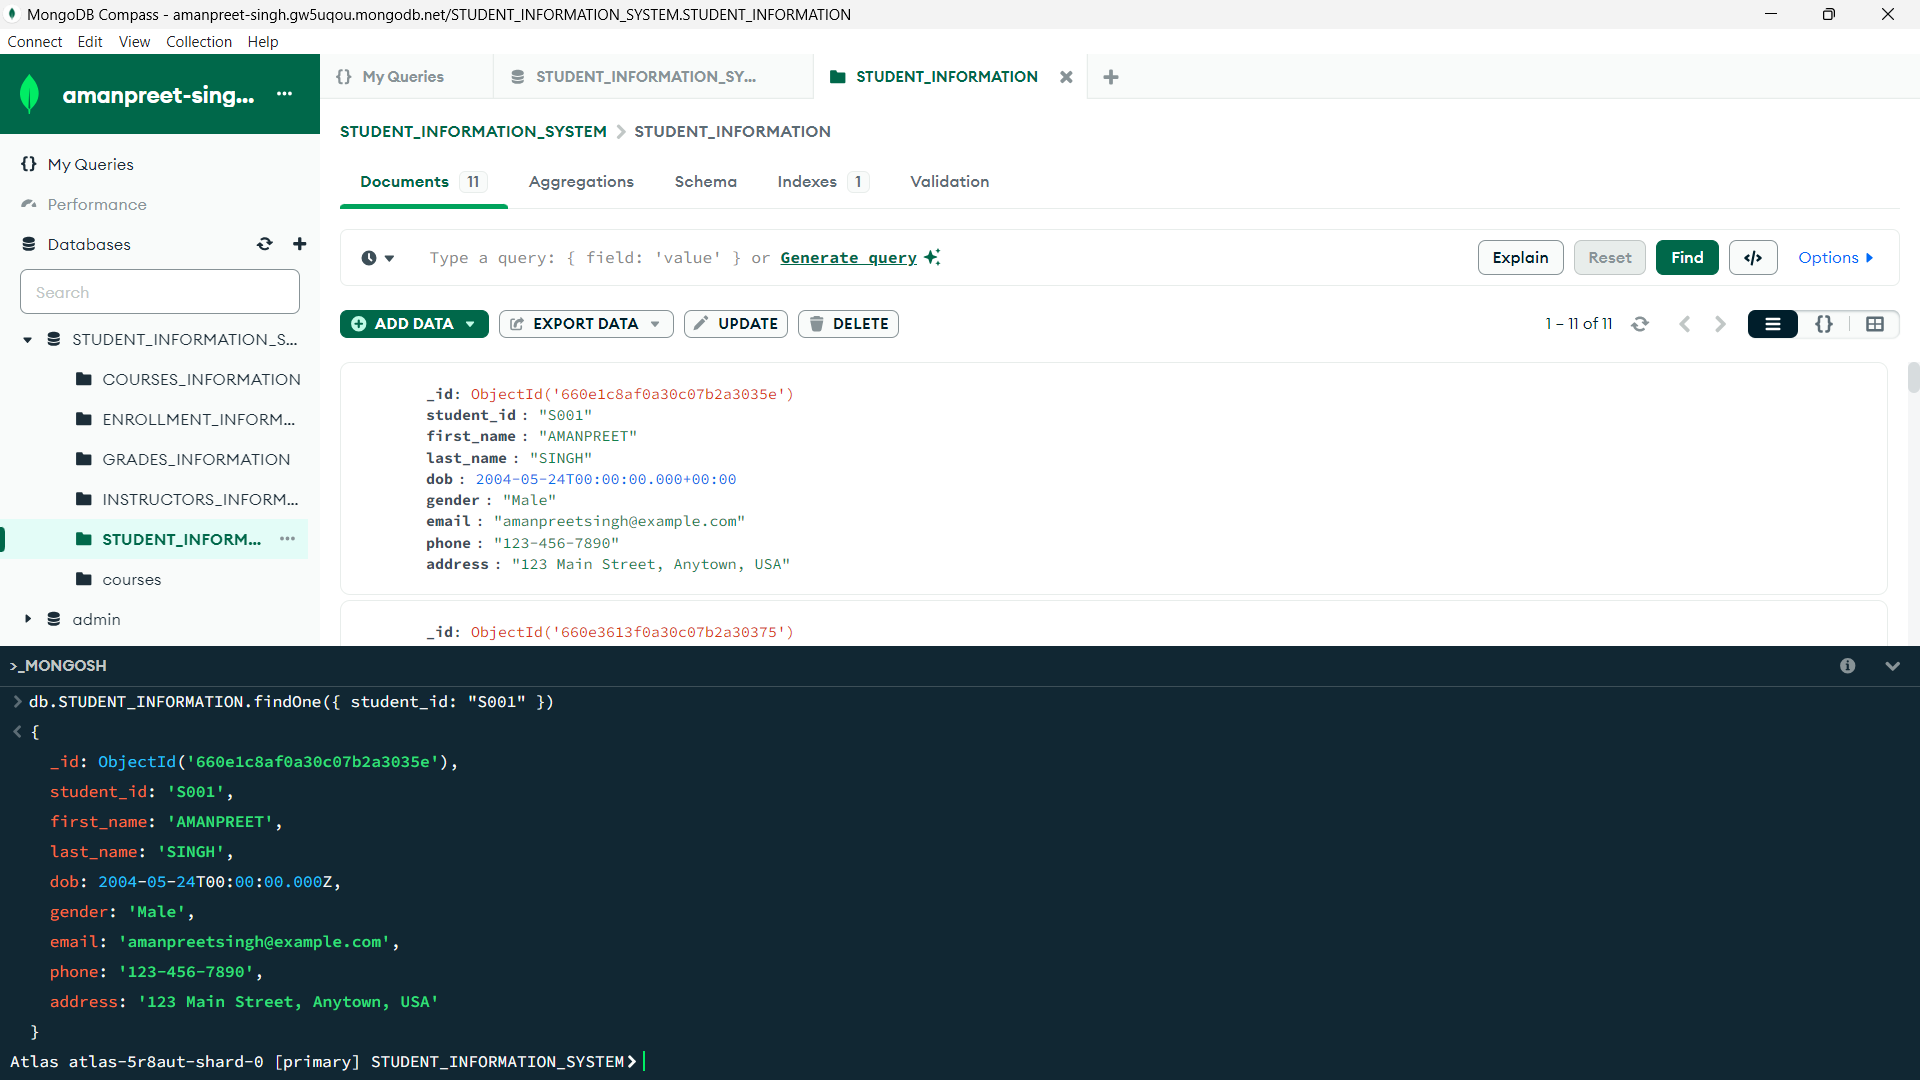 MongoDB Compass - amanpreet-singh.gw5uqou.mongodb.net/STUDENT_INFORMATION_SYSTEM.STUDENT_INFORMATION
Connect Edit View Collection Help
amanpreet-sing... ...
{} My Queries
Performance
Databases
Search
STUDENT_INFORMATION_S...
COURSES_INFORMATION
ENROLLMENT_INFORM...
GRADES_INFORMATION
INSTRUCTORS_INFORM...
STUDENT_INFORM... ...
courses
admin
{} My Queries STUDENT_INFORMATION_SY... STUDENT_INFORMATION
STUDENT_INFORMATION_SYSTEM > STUDENT_INFORMATION
Documents 11 Aggregations Schema Indexes 1 Validation
Type a query: { field: 'value' } or Generate query Explain Reset Find </> Options
ADD DATA EXPORT DATA UPDATE DELETE 1 – 11 of 11 {}
_id: ObjectId('660e1c8af0a30c07b2a3035e')
student_id : "S001"
first_name : "AMANPREET"
last_name : "SINGH"
dob : 2004-05-24T00:00:00.000+00:00
gender : "Male"
email : "amanpreetsingh@example.com"
phone : "123-456-7890"
address : "123 Main Street, Anytown, USA"
_id: ObjectId('660e3613f0a30c07b2a30375')
>_MONGOSH
> db.STUDENT_INFORMATION.findOne({ student_id: "S001" })
< {
_id: ObjectId('660e1c8af0a30c07b2a3035e'),
student_id: 'S001',
first_name: 'AMANPREET',
last_name: 'SINGH',
dob: 2004-05-24T00:00:00.000Z,
gender: 'Male',
email: 'amanpreetsingh@example.com',
phone: '123-456-7890',
address: '123 Main Street, Anytown, USA'
}
Atlas atlas-5r8aut-shard-0 [primary] STUDENT_INFORMATION_SYSTEM>